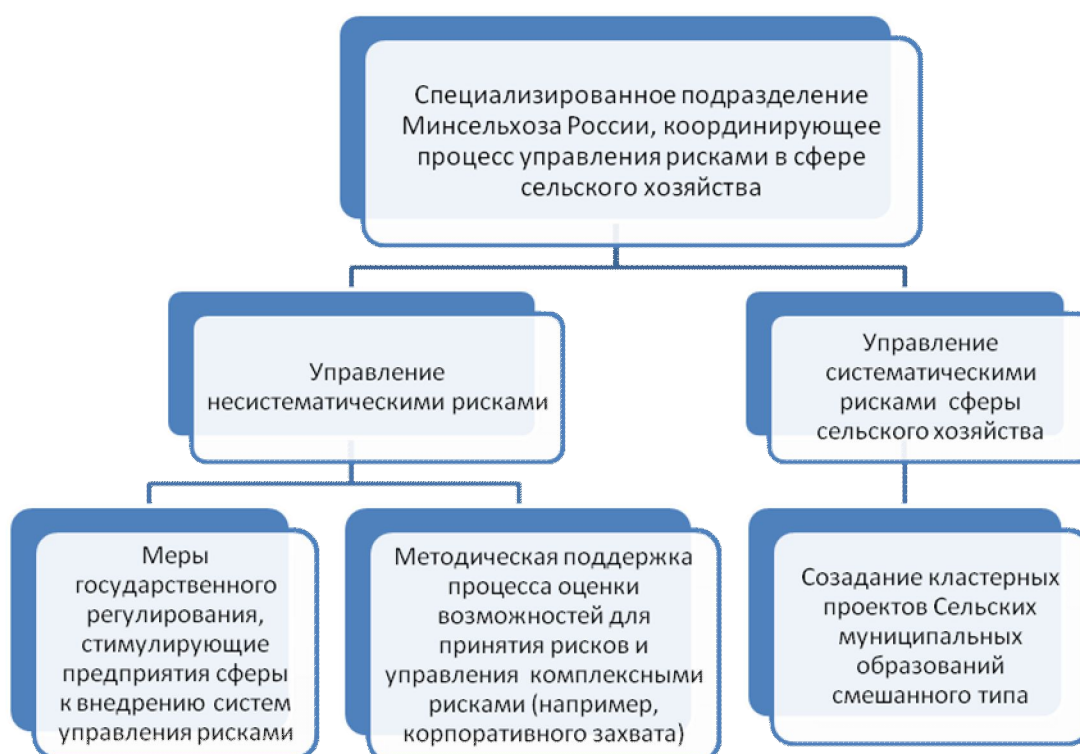 Специализированное подразделение
Минсельхоза России, координирующее
процесс управления рисками в сфере
сельского хозяйства
Управление
несистематическими рисками
Управление
систематическими
рисками сферы
сельского хозяйства
Меры
государственного
регулирования,
стимулирующие
предприятия сферы
к внедрению систем
управления рисками
Методическая поддержка
процесса оценки
возможностей для
принятия рисков и
управления комплексными
рисками (например,
корпоративного захвата)
Созадание кластерных
проектов Сельских
муниципальных
образований
смешанного типа